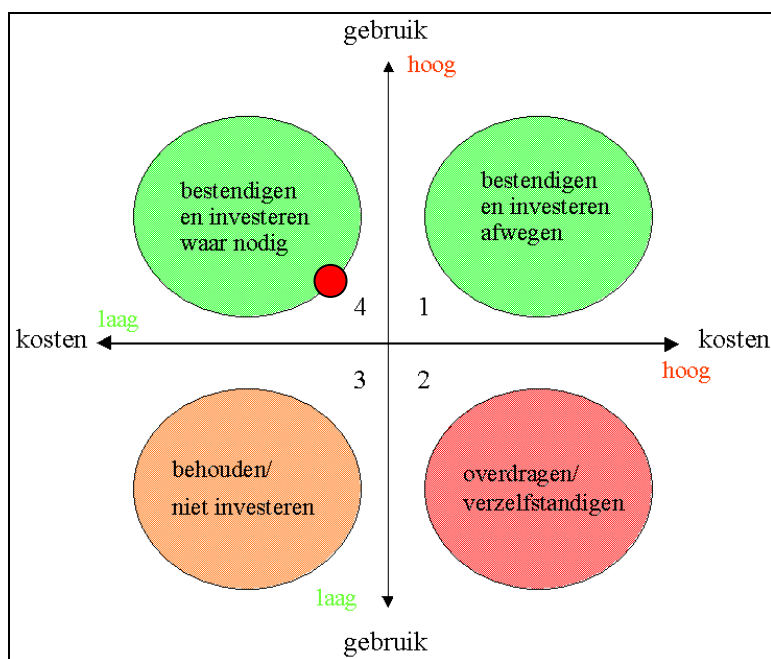 gebruik
hoog
bestendigen
en investeren
waar nodig
bestendigen
en investeren
afwegen
4
1
laag
kosten
kosten
hoog
3
2
behouden/
niet investeren
overdragen/
verzelfstandigen
laag
gebruik